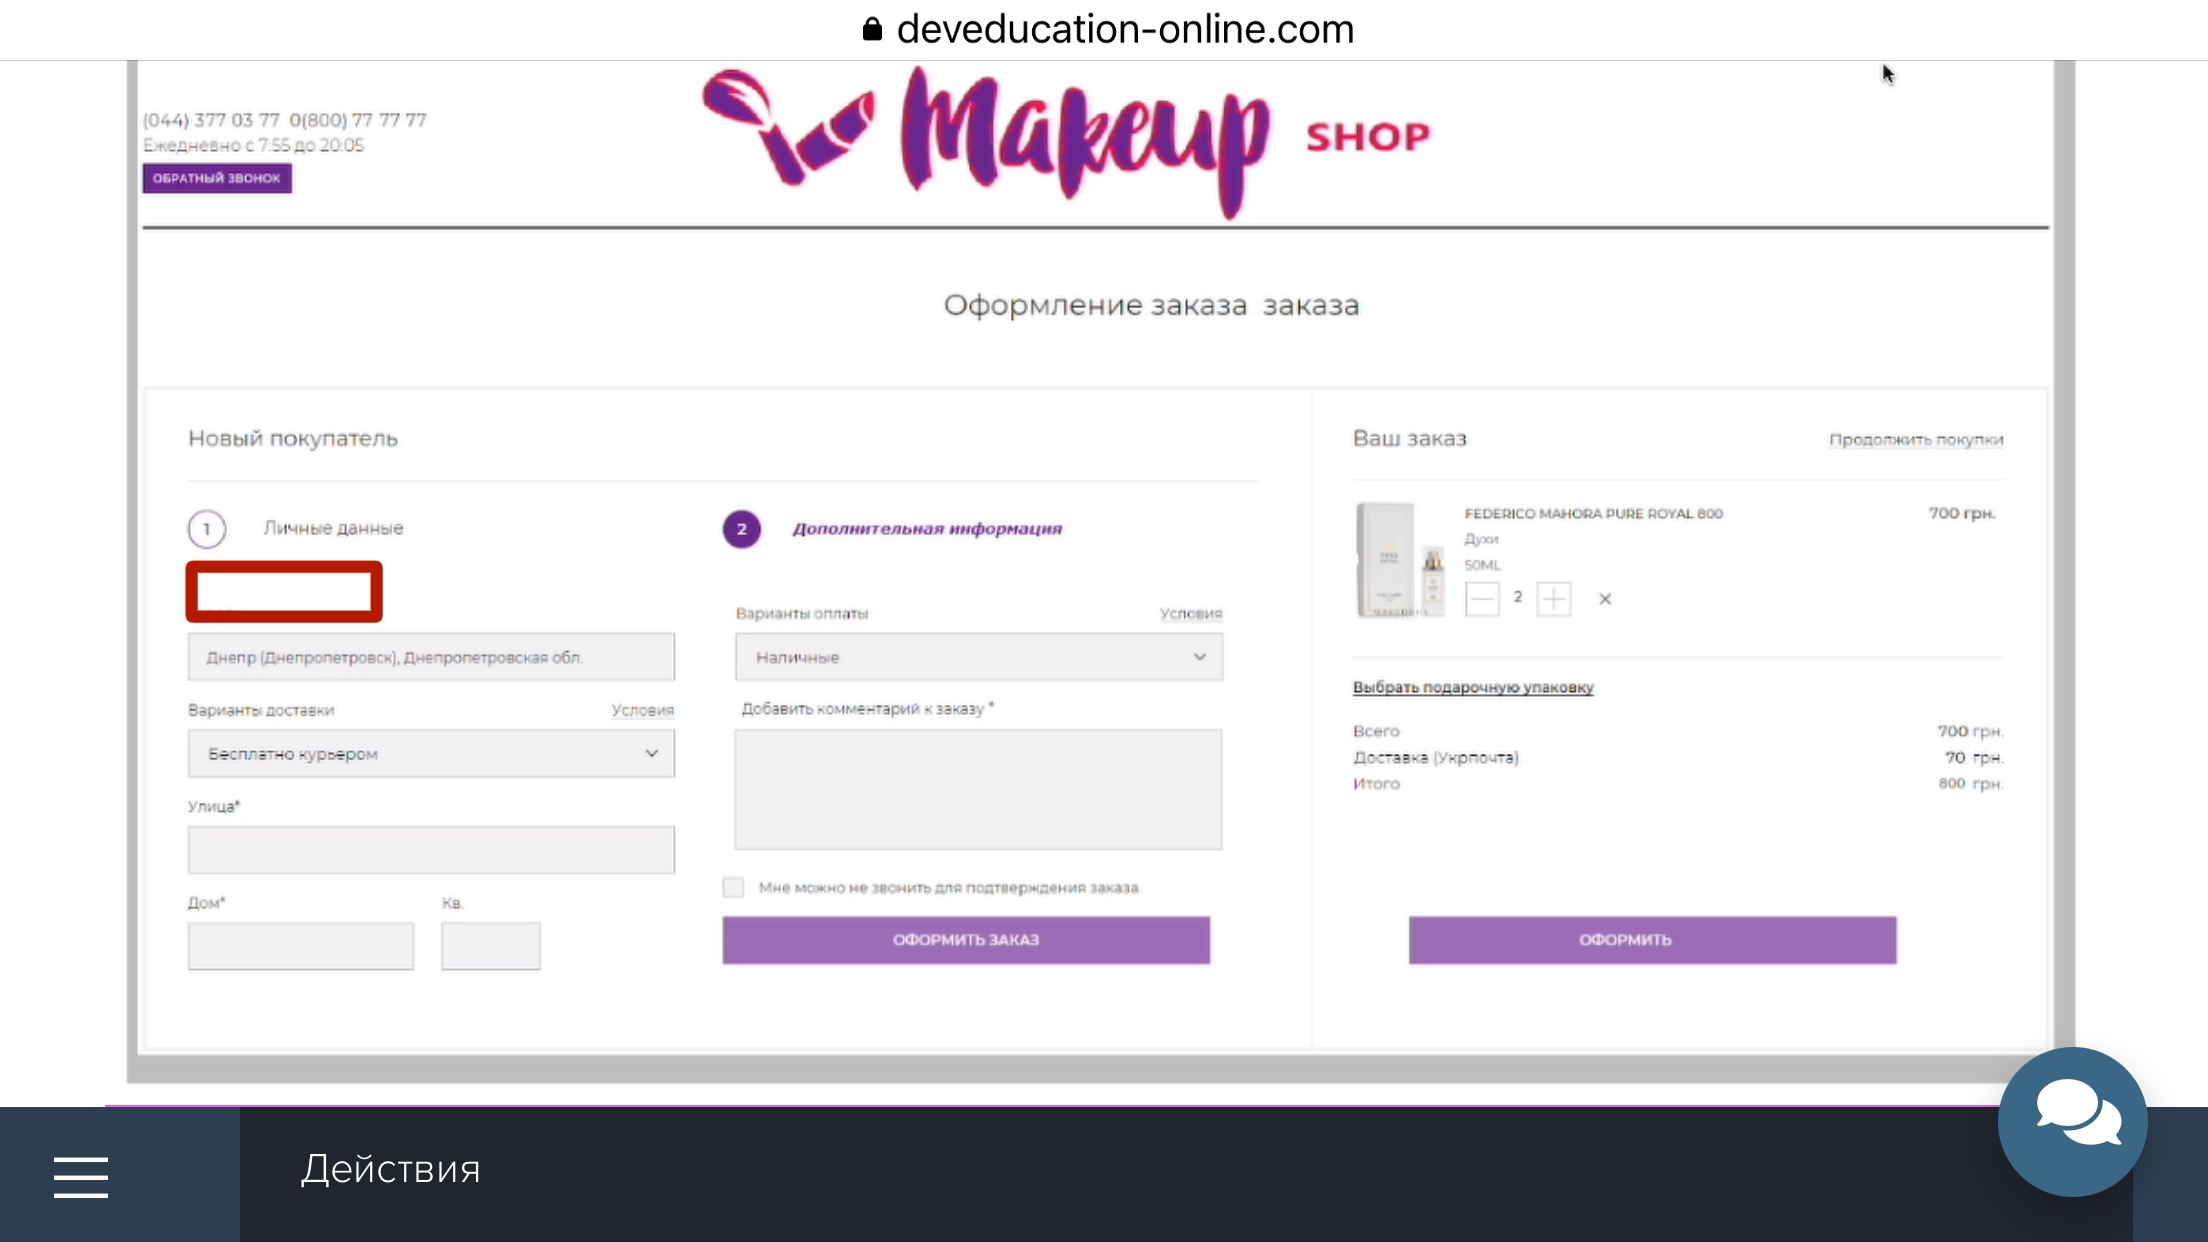 deveducation-online.com
(044) 377 03 77 0(800) 77 77 77
Ежедневно с 7:55 до 20:05
ОБРАТНЫЙ ЗВОНОК
Makeup SHOP
Оформление заказа заказа
Новый покупатель
1 Личные данные
Днепр (Днепропетровск), Днепропетровская обл.
Варианты доставки Условия
Бесплатно курьером
Улица*
Дом* Кв.
2 Дополнительная информация
Варианты оплаты Условия
Наличные
Добавить комментарий к заказу *
Мне можно не звонить для подтверждения заказа.
ОФОРМИТЬ ЗАКАЗ
Ваш заказ Продолжить покупки
FEDERICO MAHORA PURE ROYAL 800 700 грн.
Духи
50ML
2
Выбрать подарочную упаковку
Всего 700 грн.
Доставка (Укрпочта) 70 грн.
Итого 800 грн.
ОФОРМИТЬ
Действия